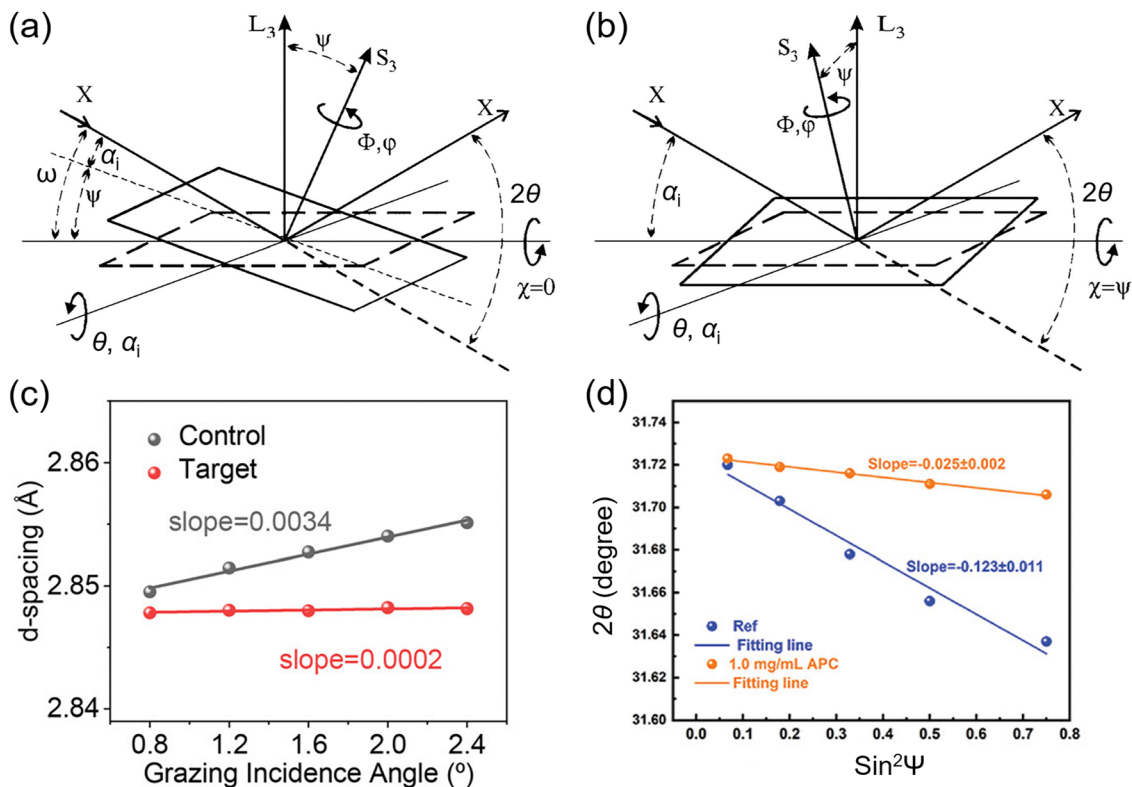 (a)
L₃
ψ
S₃
X
X
Φ,φ
ω
αᵢ
ψ
2θ
χ=0
θ, αᵢ
(b)
S₃
L₃
ψ
X
X
Φ,φ
αᵢ
2θ
χ=ψ
θ, αᵢ
(c)
Control
Target
2.86
slope=0.0034
2.85
slope=0.0002
2.84
d-spacing (Å)
0.8 1.2 1.6 2.0 2.4
Grazing Incidence Angle (º)
(d)
31.74
31.72
31.70
31.68
31.66
31.64
31.62
31.60
2θ (degree)
Slope=-0.025±0.002
Slope=-0.123±0.011
Ref
Fitting line
1.0 mg/mL APC
Fitting line
0.0 0.1 0.2 0.3 0.4 0.5 0.6 0.7 0.8
Sin²Ψ